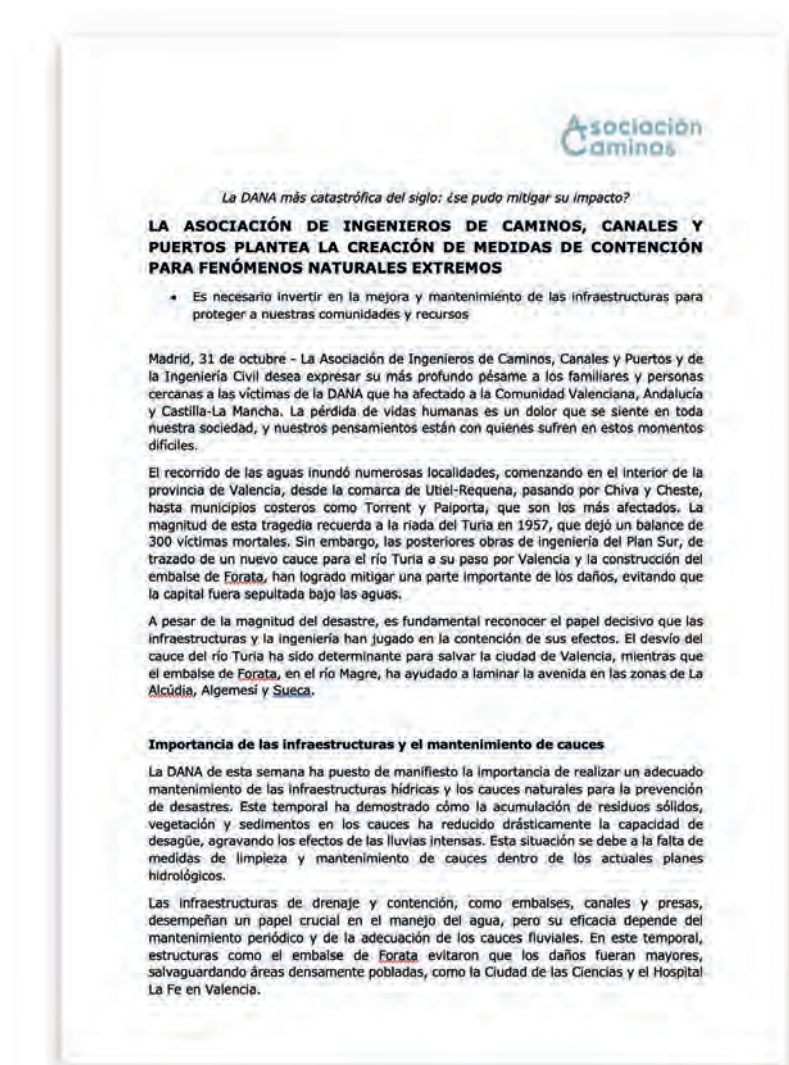 Asociación
Caminos
La DANA más catastrófica del siglo: ¿se pudo mitigar su impacto?
LA ASOCIACIÓN DE INGENIEROS DE CAMINOS, CANALES Y
PUERTOS PLANTEA LA CREACIÓN DE MEDIDAS DE CONTENCIÓN
PARA FENÓMENOS NATURALES EXTREMOS
• Es necesario invertir en la mejora y mantenimiento de las infraestructuras para
proteger a nuestras comunidades y recursos
Madrid, 31 de octubre - La Asociación de Ingenieros de Caminos, Canales y Puertos y de
la Ingeniería Civil desea expresar su más profundo pésame a los familiares y personas
cercanas a las víctimas de la DANA que ha afectado a la Comunidad Valenciana, Andalucía
y Castilla-La Mancha. La pérdida de vidas humanas es un dolor que se siente en toda
nuestra sociedad, y nuestros pensamientos están con quienes sufren en estos momentos
difíciles.
El recorrido de las aguas inundó numerosas localidades, comenzando en el interior de la
provincia de Valencia, desde la comarca de Utiel-Requena, pasando por Chiva y Cheste,
hasta municipios costeros como Torrent y Paiporta, que son los más afectados. La
magnitud de esta tragedia recuerda a la riada del Turia en 1957, que dejó un balance de
300 víctimas mortales. Sin embargo, las posteriores obras de ingeniería del Plan Sur, de
trazado de un nuevo cauce para el río Turia a su paso por Valencia y la construcción del
embalse de Forata, han logrado mitigar una parte importante de los daños, evitando que
la capital fuera sepultada bajo las aguas.
A pesar de la magnitud del desastre, es fundamental reconocer el papel decisivo que las
infraestructuras y la ingeniería han jugado en la contención de sus efectos. El desvío del
cauce del río Turia ha sido determinante para salvar la ciudad de Valencia, mientras que
el embalse de Forata, en el río Magre, ha ayudado a laminar la avenida en las zonas de La
Alcúdia, Algemesí y Sueca.
Importancia de las infraestructuras y el mantenimiento de cauces
La DANA de esta semana ha puesto de manifiesto la importancia de realizar un adecuado
mantenimiento de las infraestructuras hídricas y los cauces naturales para la prevención
de desastres. Este temporal ha demostrado cómo la acumulación de residuos sólidos,
vegetación y sedimentos en los cauces ha reducido drásticamente la capacidad de
desagüe, agravando los efectos de las lluvias intensas. Esta situación se debe a la falta de
medidas de limpieza y mantenimiento de cauces dentro de los actuales planes
hidrológicos.
Las infraestructuras de drenaje y contención, como embalses, canales y presas,
desempeñan un papel crucial en el manejo del agua, pero su eficacia depende del
mantenimiento periódico y de la adecuación de los cauces fluviales. En este temporal,
estructuras como el embalse de Forata evitaron que los daños fueran mayores,
salvaguardando áreas densamente pobladas, como la Ciudad de las Ciencias y el Hospital
La Fe en Valencia.